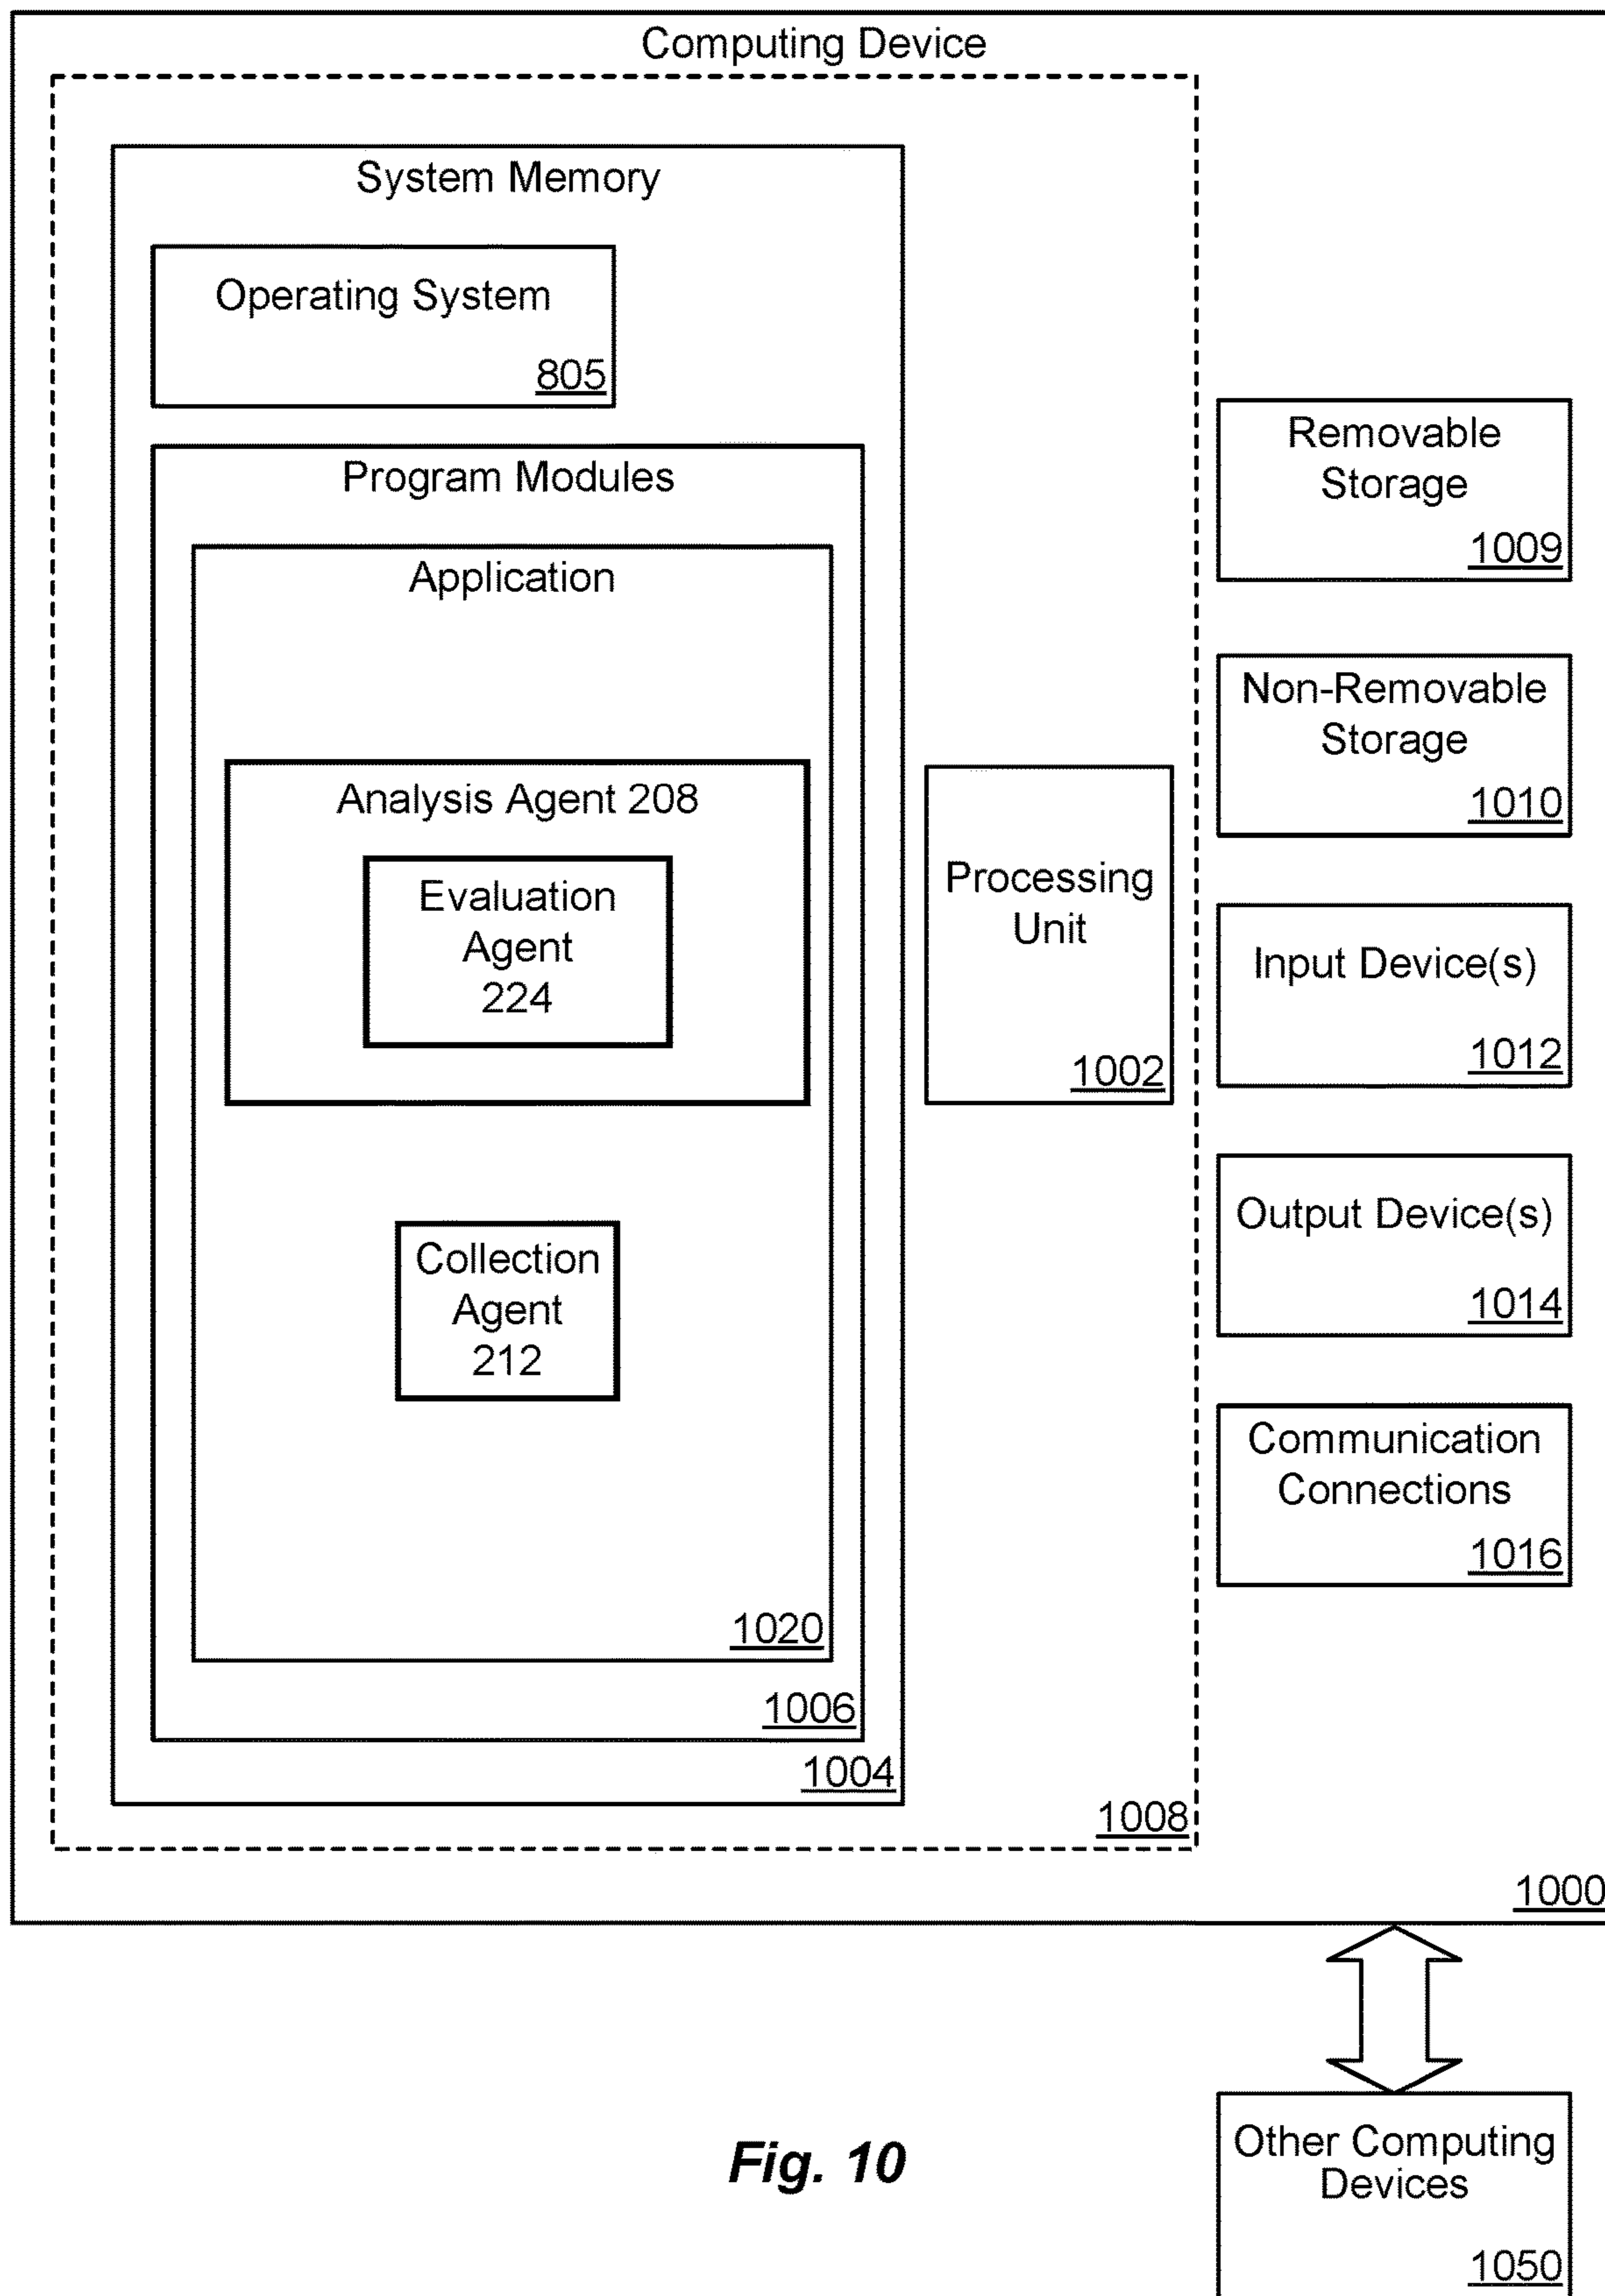 Computing Device
System Memory
Operating System
805
Program Modules
Application
Analysis Agent 208
Evaluation
Agent
224
Collection
Agent
212
1020
1006
1004
Processing
Unit
1002
1008
Removable
Storage
1009
Non-Removable
Storage
1010
Input Device(s)
1012
Output Device(s)
1014
Communication
Connections
1016
1000
Other Computing
Devices
1050
Fig. 10